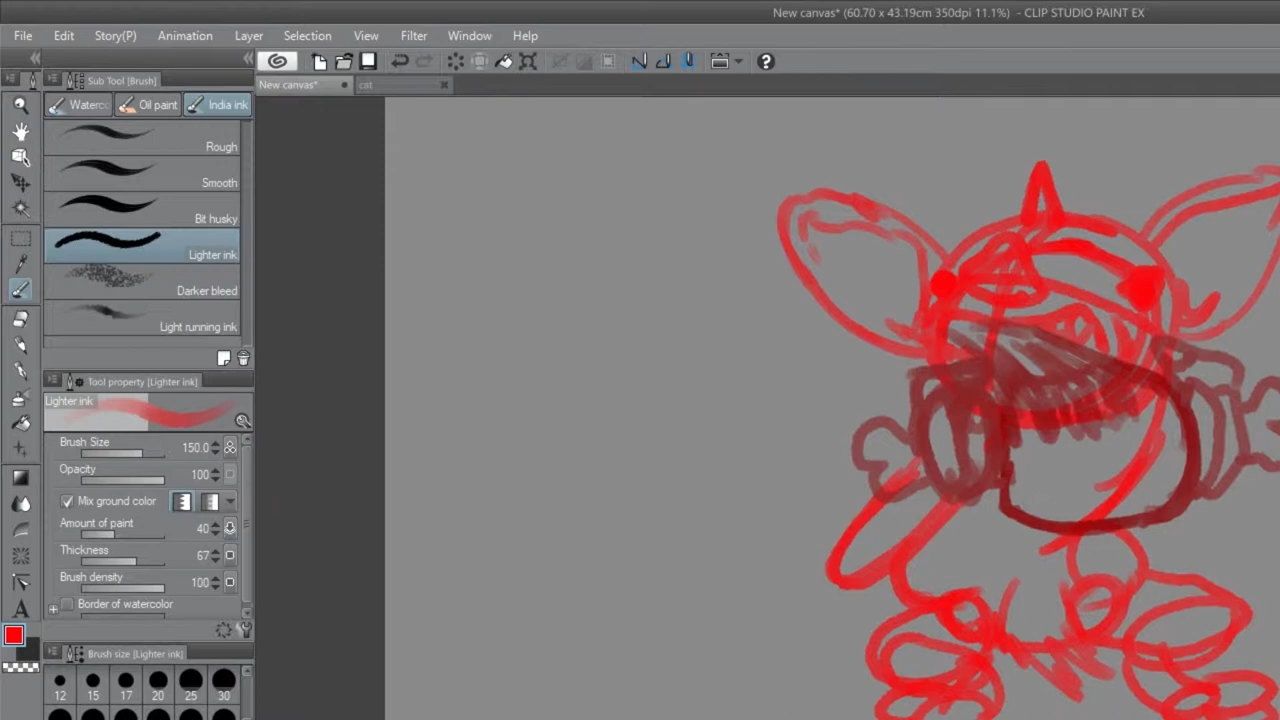 New canvas* (60.70 x 43.19cm 350dpi 11.1%) - CLIP STUDIO PAINT EX
File Edit Story(P) Animation Layer Selection View Filter Window Help
Sub Tool [Brush]
New canvas* cat
Waterco Oil paint India ink
Rough
Smooth
Bit husky
Lighter ink
Darker bleed
Light running ink
Tool property [Lighter ink]
Lighter ink
Brush Size 150.0
Opacity 100
Mix ground color
Amount of paint 40
Thickness 67
Brush density 100
Border of watercolor
Brush size [Lighter ink]
12 15 17 20 25 30